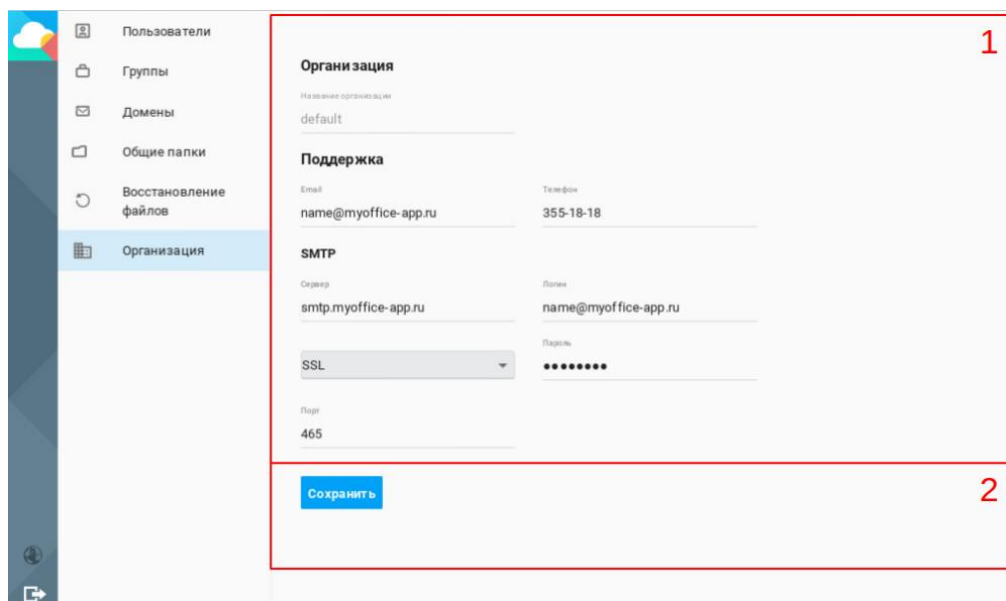 Пользователи
Группы
Домены
Общие папки
Восстановление
файлов
Организация
1
Организация
Название организации
default
Поддержка
Email
Телефон
name@myoffice-app.ru
355-18-18
SMTP
Сервер
Логин
smtp.myoffice-app.ru
name@myoffice-app.ru
SSL
Пароль
••••••••
Порт
465
2
Сохранить